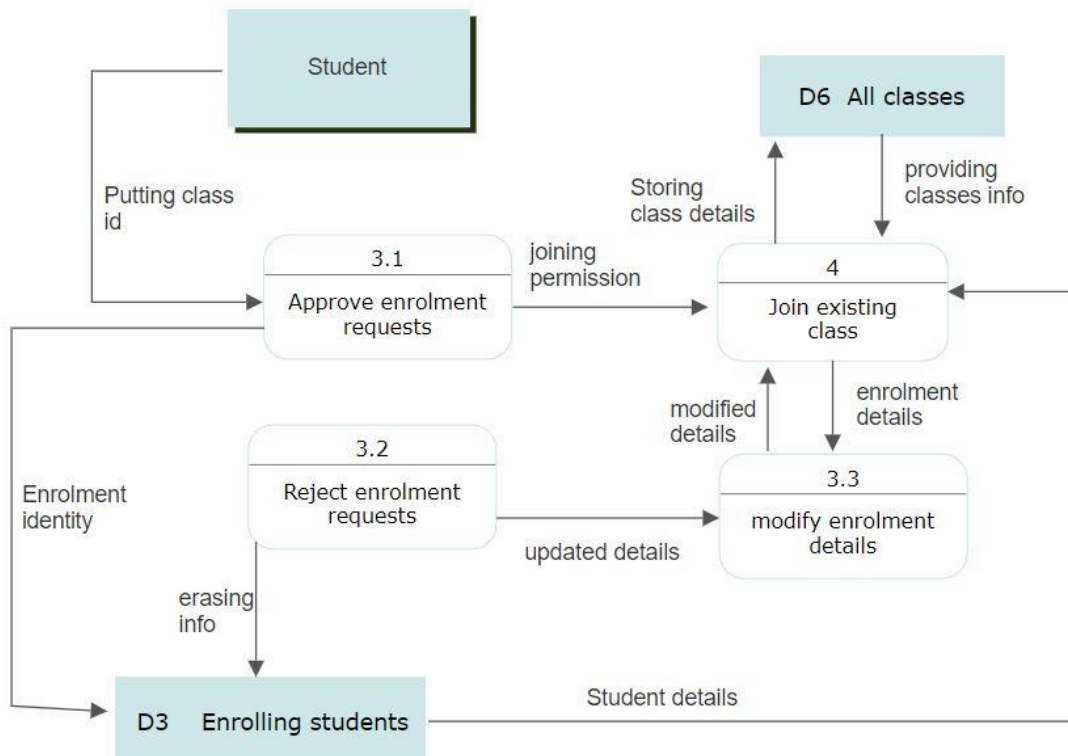 Student
D6 All classes
Putting class
id
Storing
class details
providing
classes info
3.1
Approve enrolment
requests
joining
permission
4
Join existing
class
modified
details
enrolment
details
3.2
Reject enrolment
requests
Enrolment
identity
updated details
3.3
modify enrolment
details
erasing
info
D3 Enrolling students
Student details